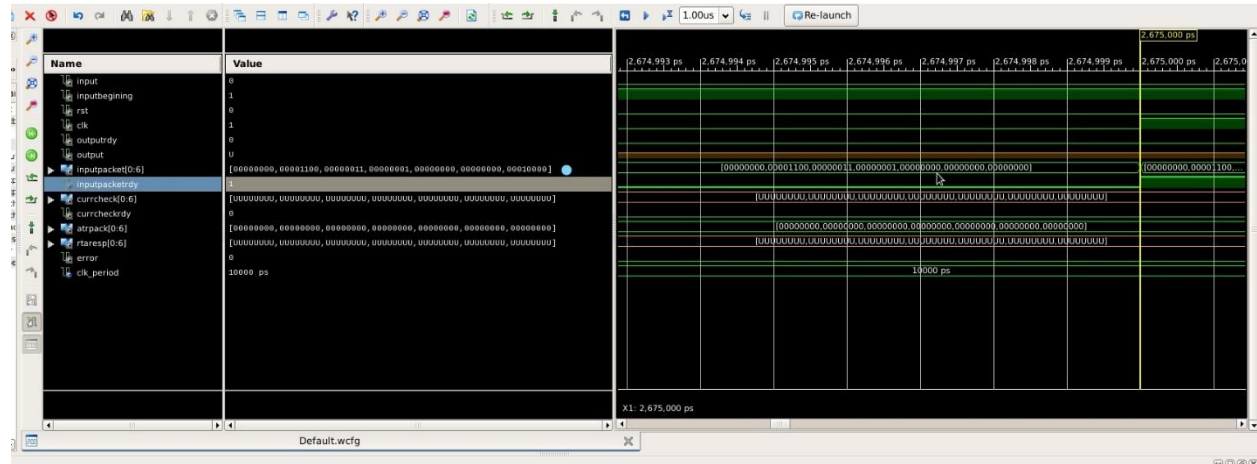 1.00us
Re-launch
2,675,000 ps
Name Value
2,674,993 ps 2,674,994 ps 2,674,995 ps 2,674,996 ps 2,674,997 ps 2,674,998 ps 2,674,999 ps 2,675,000 ps 2,675,0
input 0
inputbegining 1
rst 0
clk 1
outputrdy 0
output U
inputpacket[0:6] [00000000,00001100,00000011,00000001,00000000,00000000,00010000] [00000000,00001100,00000011,00000001,00000000,00000000,00000000] [00000000,00001100,...
inputpacketrdy 1
currcheck[0:6] [UUUUUUUU,UUUUUUUU,UUUUUUUU,UUUUUUUU,UUUUUUUU,UUUUUUUU,UUUUUUUU] [UUUUUUUU,UUUUUUUU,UUUUUUUU,UUUUUUUU,UUUUUUUU,UUUUUUUU,UUUUUUUU]
currcheckrdy 0
atrpack[0:6] [00000000,00000000,00000000,00000000,00000000,00000000,00000000] [00000000,00000000,00000000,00000000,00000000,00000000,00000000]
rtaresp[0:6] [UUUUUUUU,UUUUUUUU,UUUUUUUU,UUUUUUUU,UUUUUUUU,UUUUUUUU,UUUUUUUU] [UUUUUUUU,UUUUUUUU,UUUUUUUU,UUUUUUUU,UUUUUUUU,UUUUUUUU,UUUUUUUU]
error 0
clk_period 10000 ps 10000 ps
X1: 2,675,000 ps
Default.wcfg